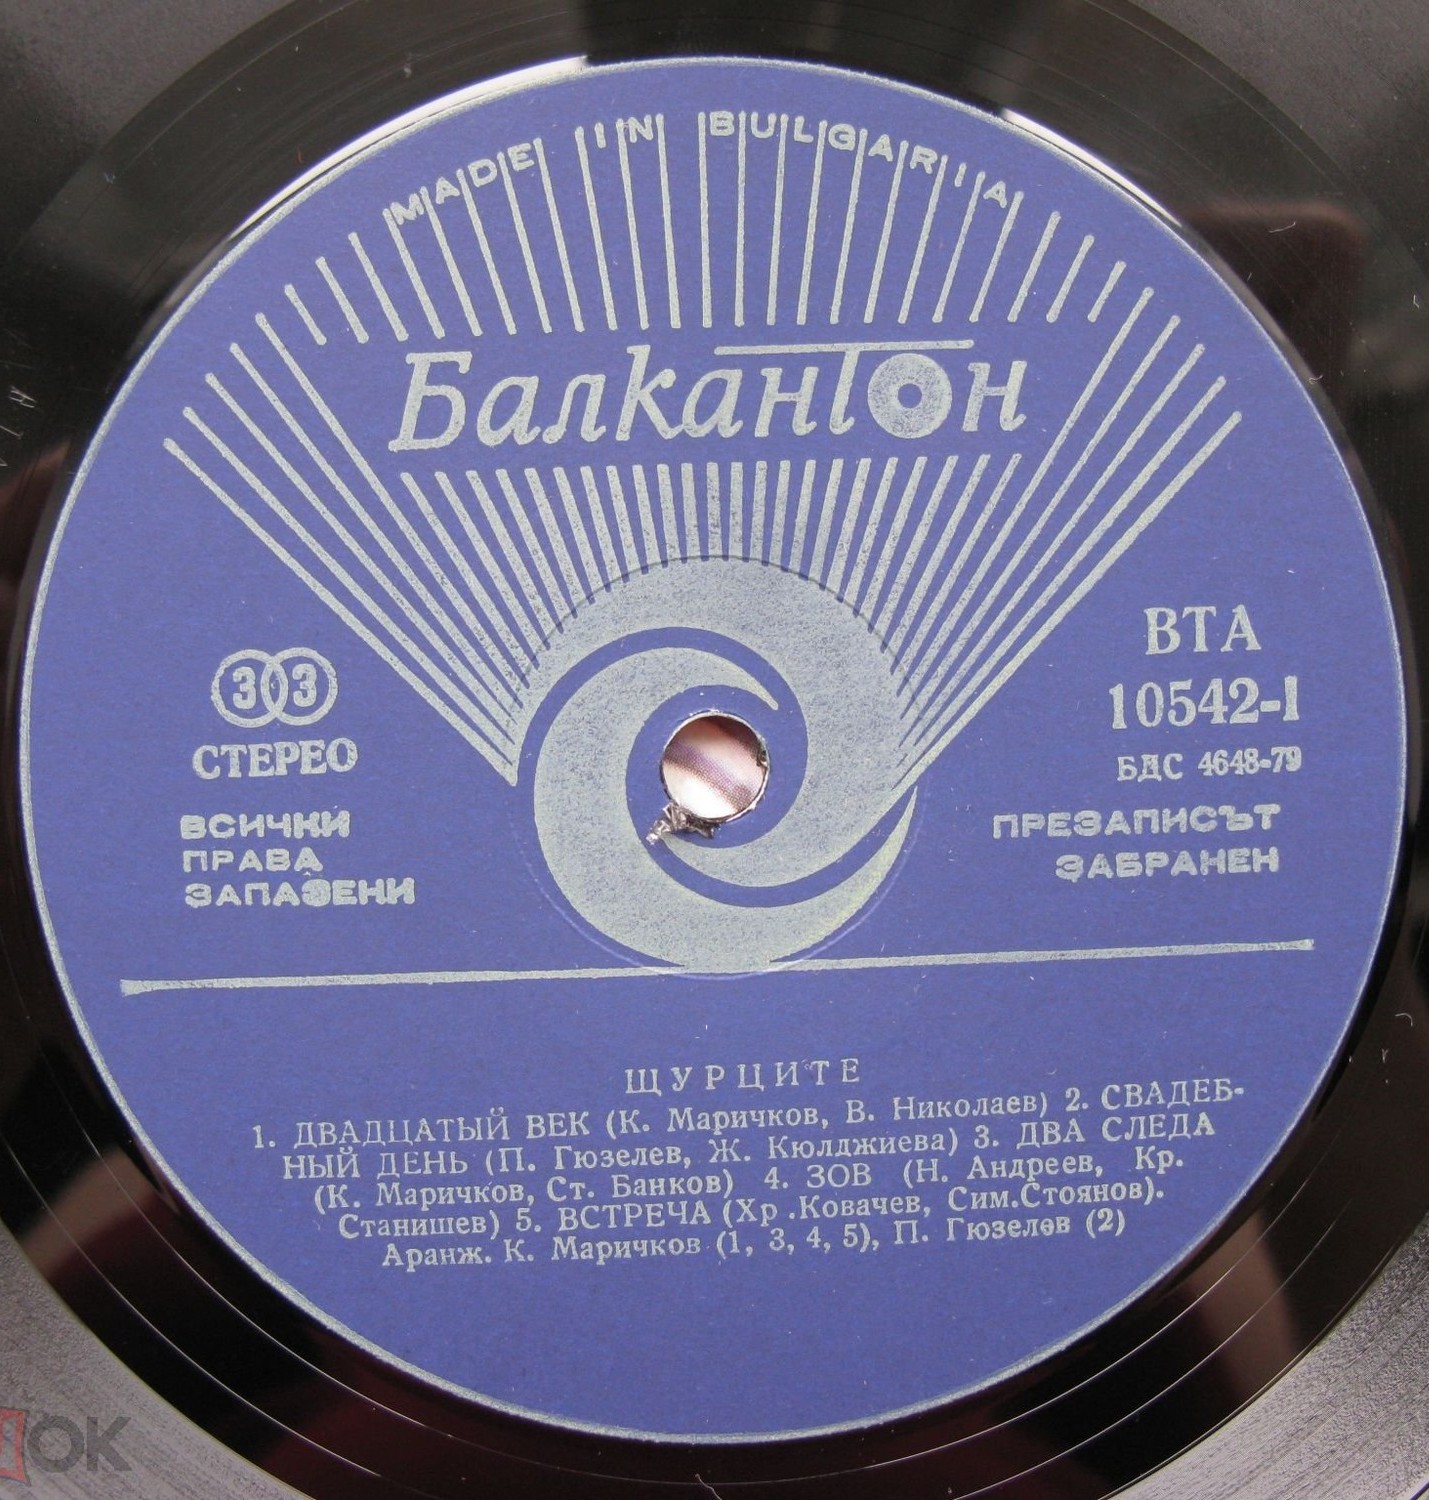 MADE IN BULGARIA
Балкантон
33
СТЕРЕО
ВСИЧКИ
ПРАВА
ЗАПАЗЕНИ
ВТА
10542-1
БДС 4648-79
ПРЕЗАПИСЪТ
ЗАБРАНЕН
ЩУРЦИТЕ
1. ДВАДЦАТЫЙ ВЕК (К. Маричков, В. Николаев) 2. СВАДЕБ-
НЫЙ ДЕНЬ (П. Гюзелев, Ж. Кюлджиева) 3. ДВА СЛЕДА
(К. Маричков, Ст. Банков) 4. ЗОВ (Н. Андреев, Кр.
Станишев) 5. ВСТРЕЧА (Хр .Ковачев, Сим.Стоянов).
Аранж. К. Маричков (1, 3, 4, 5), П. Гюзелев (2)